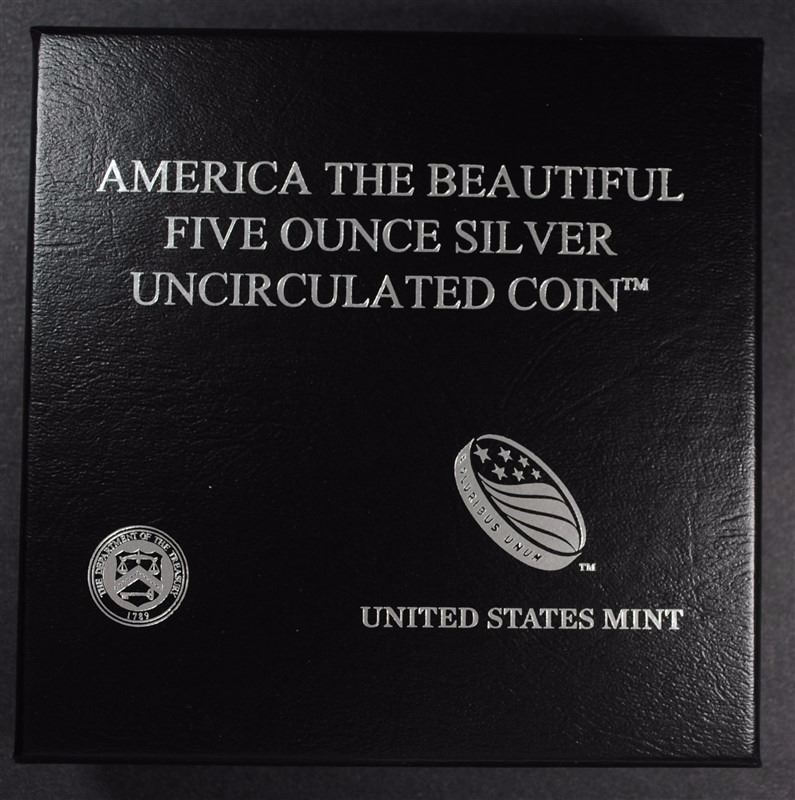 AMERICA THE BEAUTIFUL
FIVE OUNCE SILVER
UNCIRCULATED COIN™
E PLURIBUS UNUM
™
THE DEPARTMENT OF THE TREASURY
1789
UNITED STATES MINT